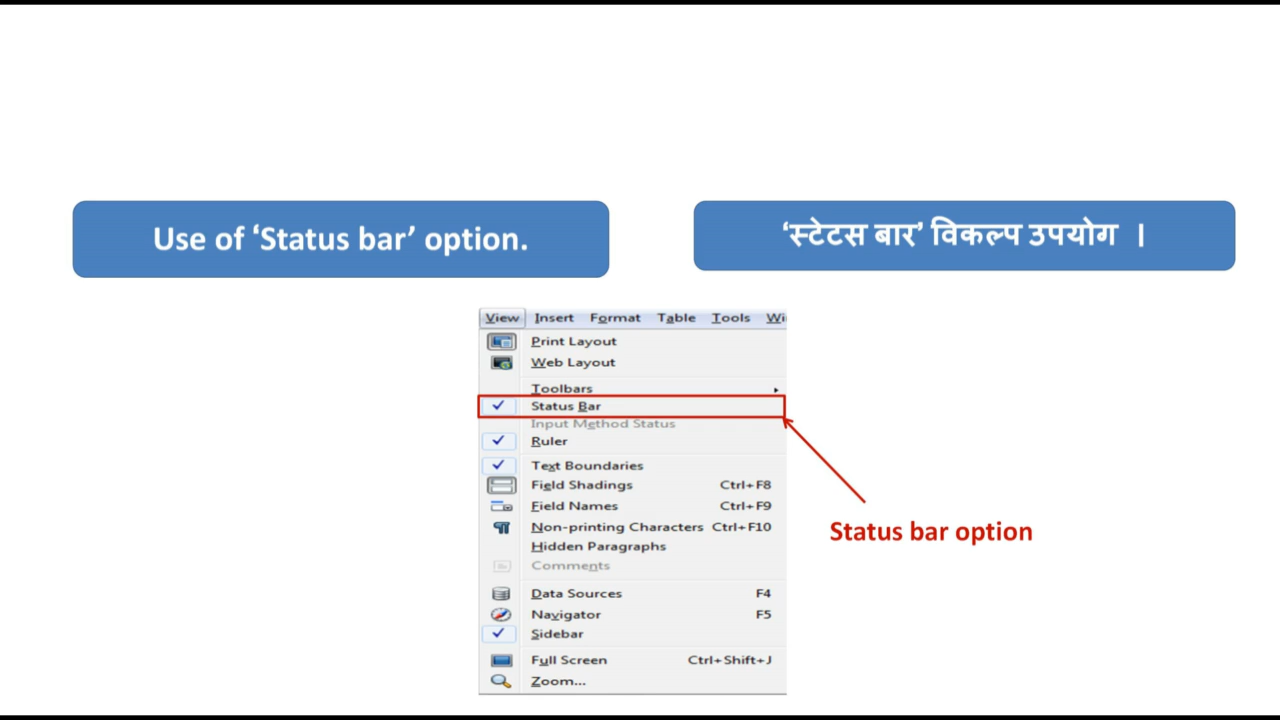 Use of ‘Status bar’ option.
‘स्टेटस बार’ विकल्प उपयोग ।
View Insert Format Table Tools Wi
Print Layout
Web Layout
Toolbars
Status Bar
Input Method Status
Ruler
Text Boundaries
Field Shadings Ctrl+F8
Field Names Ctrl+F9
Non-printing Characters Ctrl+F10
Hidden Paragraphs
Comments
Data Sources F4
Navigator F5
Sidebar
Full Screen Ctrl+Shift+J
Zoom...
Status bar option